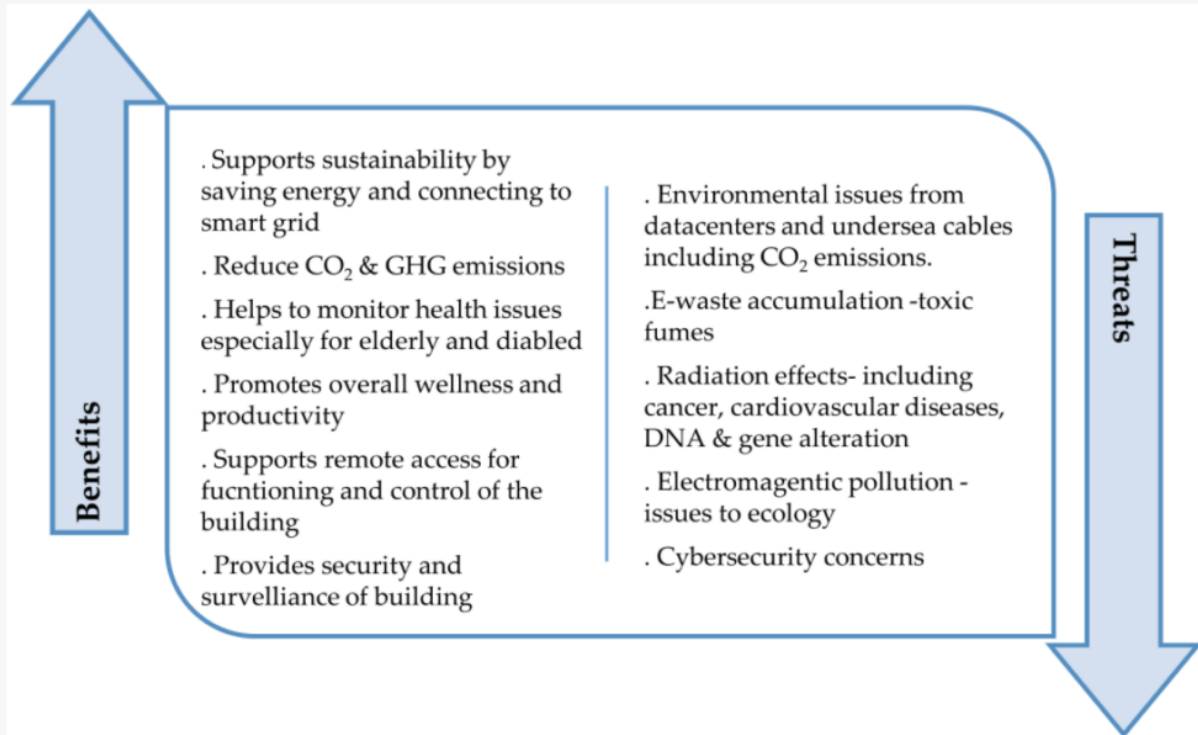 . Supports sustainability by
saving energy and connecting to
smart grid
. Reduce CO₂ & GHG emissions
. Helps to monitor health issues
especially for elderly and diabled
. Promotes overall wellness and
productivity
. Supports remote access for
fucntioning and control of the
building
. Provides security and
survelliance of building
Benefits
. Environmental issues from
datacenters and undersea cables
including CO₂ emissions.
.E-waste accumulation -toxic
fumes
. Radiation effects- including
cancer, cardiovascular diseases,
DNA & gene alteration
. Electromagentic pollution -
issues to ecology
. Cybersecurity concerns
Threats